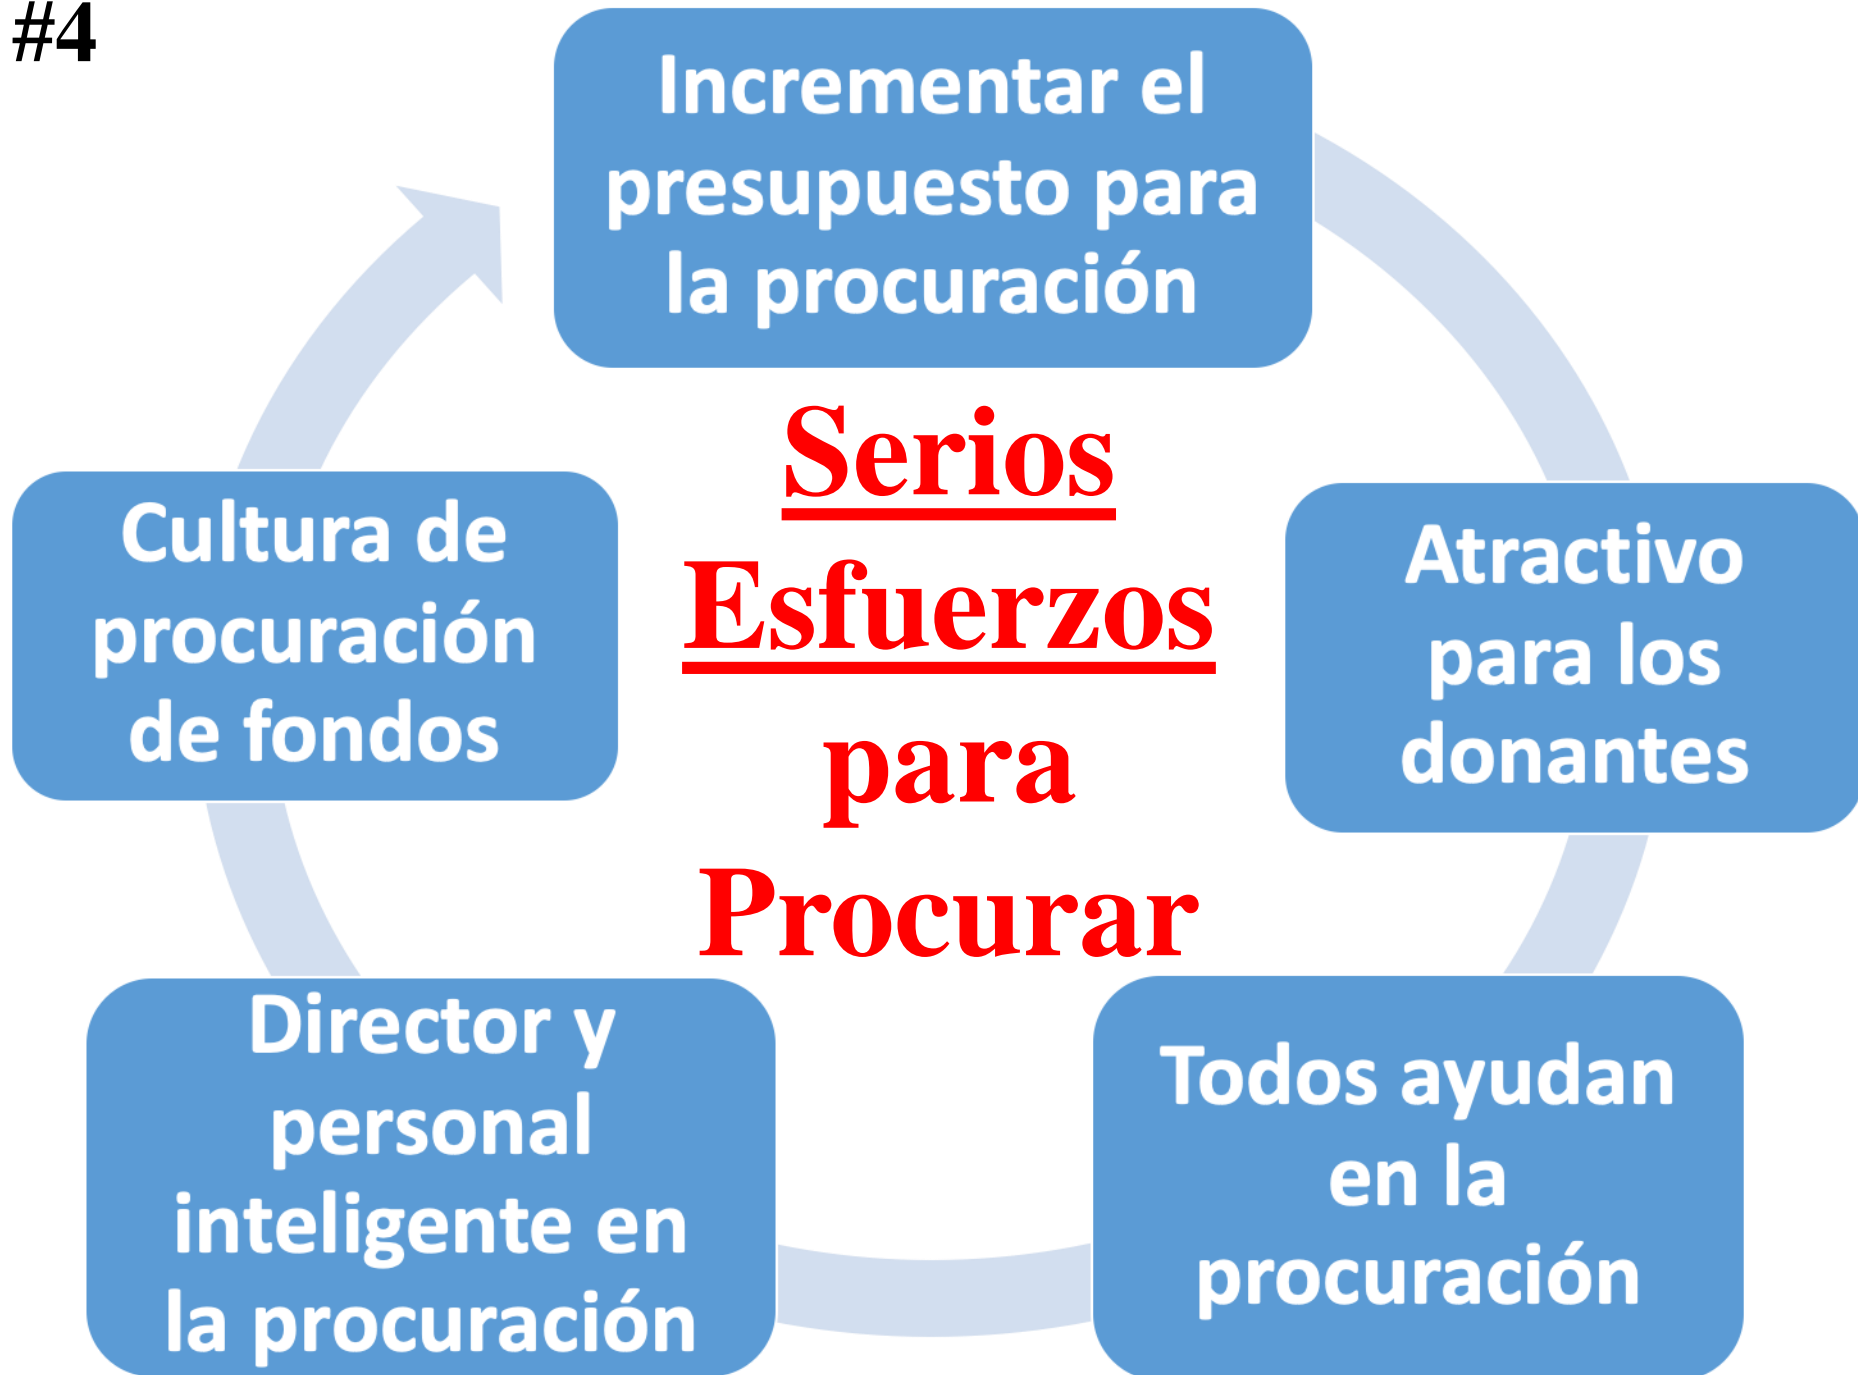 #4
Incrementar el
presupuesto para
la procuración
Serios
Esfuerzos
para
Procurar
Atractivo
para los
donantes
Todos ayudan
en la
procuración
Director y
personal
inteligente en
la procuración
Cultura de
procuración
de fondos